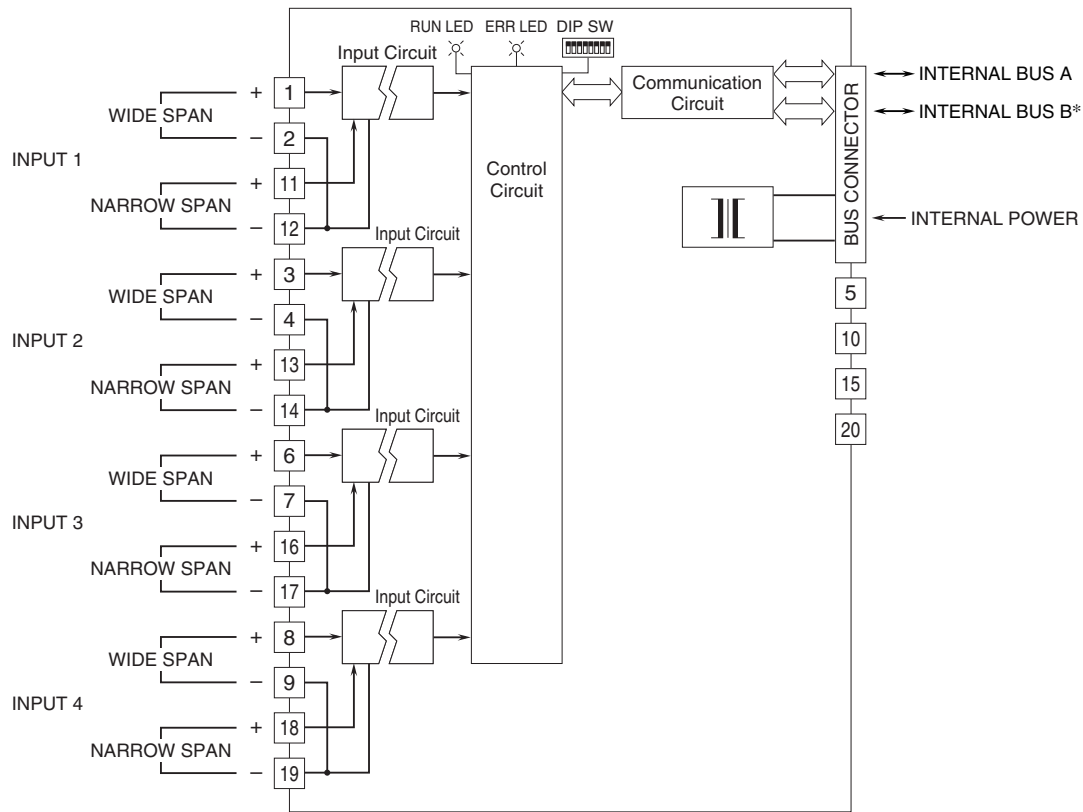 RUN LED ERR LED DIP SW
Input Circuit
INPUT 1
WIDE SPAN
+ 1
− 2
NARROW SPAN
+ 11
− 12
Input Circuit
INPUT 2
WIDE SPAN
+ 3
− 4
NARROW SPAN
+ 13
− 14
Input Circuit
INPUT 3
WIDE SPAN
+ 6
− 7
NARROW SPAN
+ 16
− 17
Input Circuit
INPUT 4
WIDE SPAN
+ 8
− 9
NARROW SPAN
+ 18
− 19
Control
Circuit
Communication
Circuit
BUS CONNECTOR
INTERNAL BUS A
INTERNAL BUS B*
INTERNAL POWER
5
10
15
20